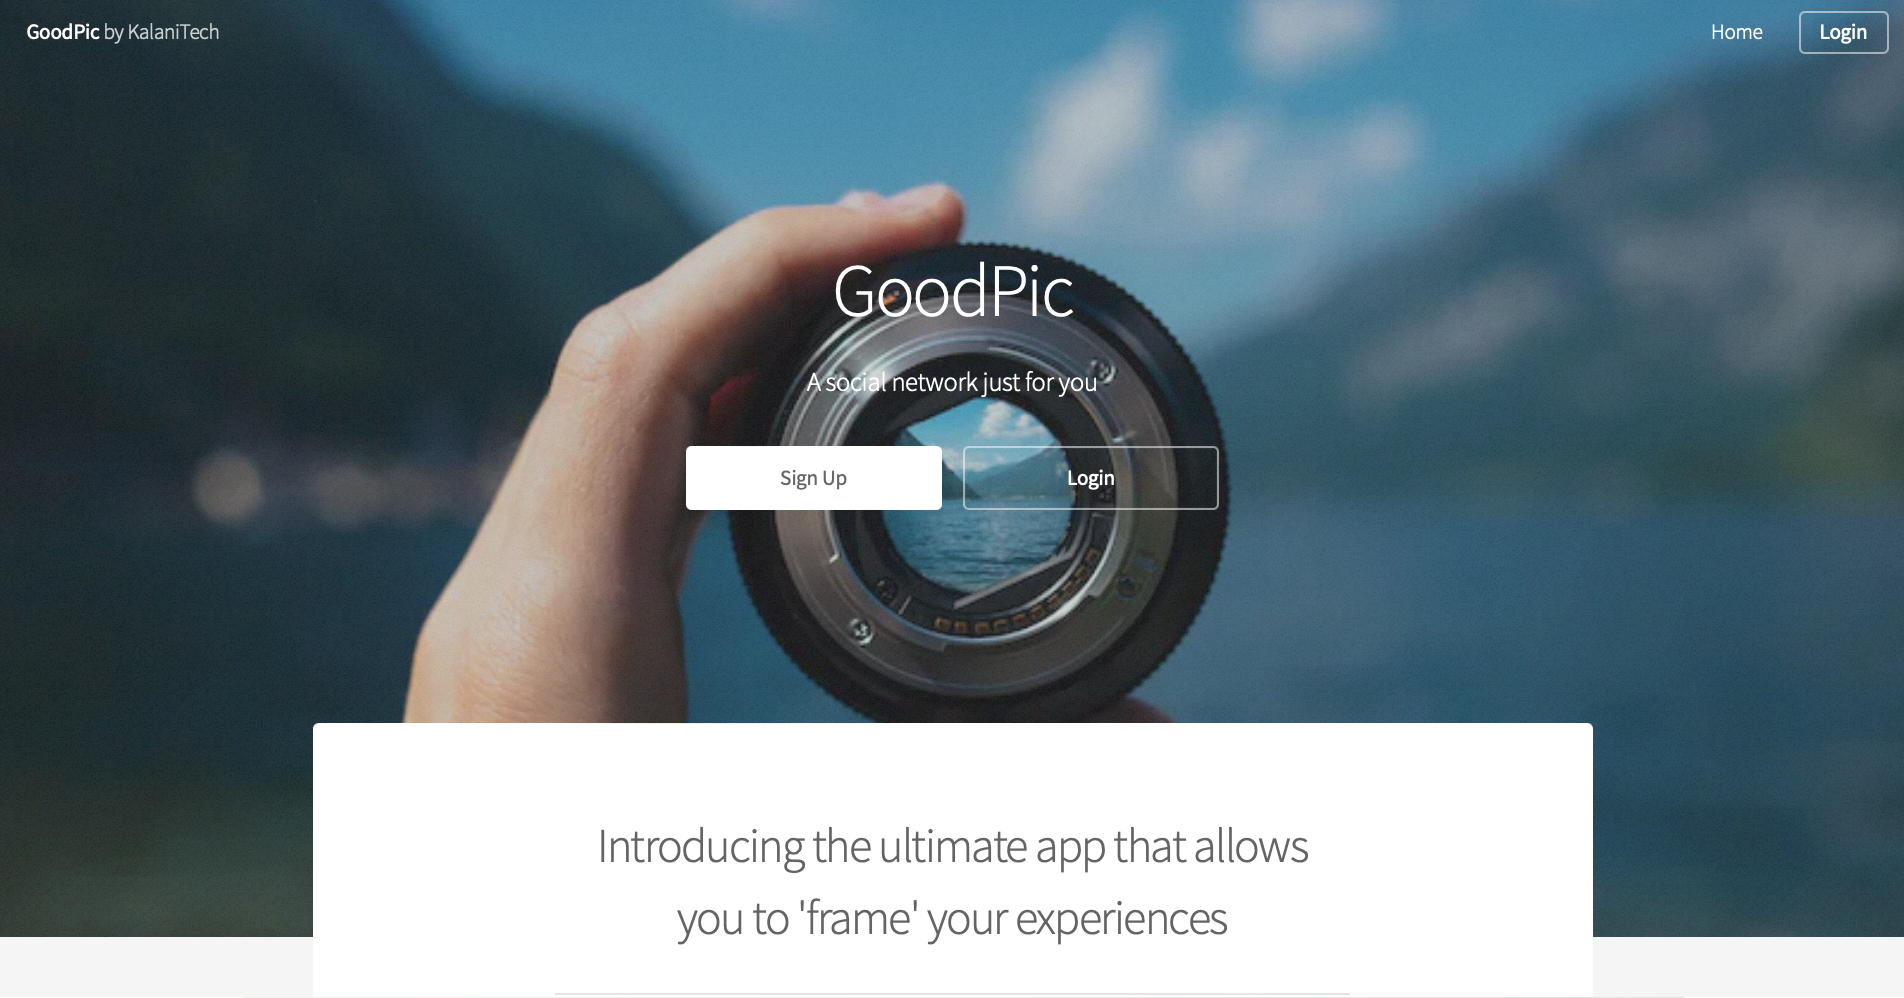 GoodPic by KalaniTech
Home
Login
GoodPic
A social network just for you
Sign Up
Login
Introducing the ultimate app that allows
you to 'frame' your experiences